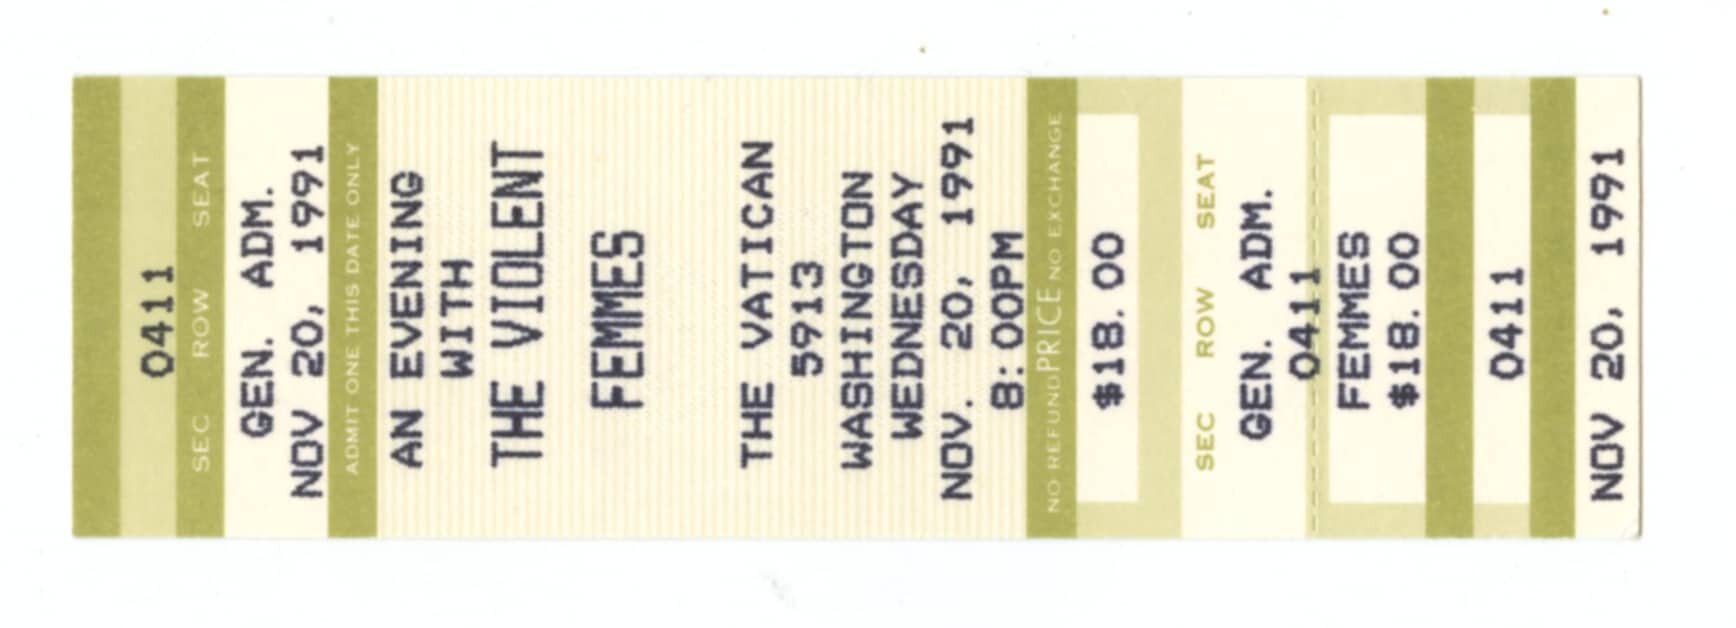 0411
SEC ROW SEAT
GEN. ADM.
NOV 20, 1991
ADMIT ONE THIS DATE ONLY
AN EVENING
WITH
THE VIOLENT
FEMMES
THE VATICAN
5913
WASHINGTON
WEDNESDAY
NOV. 20, 1991
8:00PM
NO REFUND PRICE NO EXCHANGE
$18.00
SEC ROW SEAT
GEN. ADM.
0411
FEMMES
$18.00
0411
NOV 20, 1991